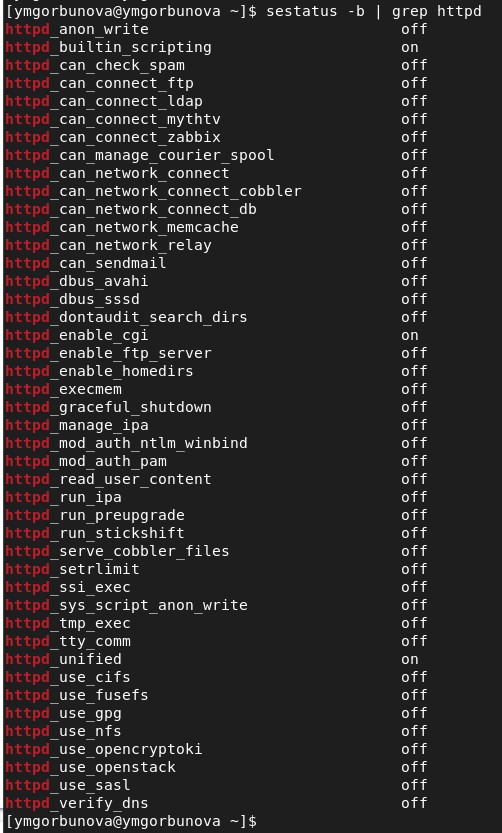 [ymgorbunova@ymgorbunova ~]$ sestatus -b | grep httpd
httpd_anon_write off
httpd_builtin_scripting on
httpd_can_check_spam off
httpd_can_connect_ftp off
httpd_can_connect_ldap off
httpd_can_connect_mythtv off
httpd_can_connect_zabbix off
httpd_can_manage_courier_spool off
httpd_can_network_connect off
httpd_can_network_connect_cobbler off
httpd_can_network_connect_db off
httpd_can_network_memcache off
httpd_can_network_relay off
httpd_can_sendmail off
httpd_dbus_avahi off
httpd_dbus_sssd off
httpd_dontaudit_search_dirs off
httpd_enable_cgi on
httpd_enable_ftp_server off
httpd_enable_homedirs off
httpd_execmem off
httpd_graceful_shutdown off
httpd_manage_ipa off
httpd_mod_auth_ntlm_winbind off
httpd_mod_auth_pam off
httpd_read_user_content off
httpd_run_ipa off
httpd_run_preupgrade off
httpd_run_stickshift off
httpd_serve_cobbler_files off
httpd_setrlimit off
httpd_ssi_exec off
httpd_sys_script_anon_write off
httpd_tmp_exec off
httpd_tty_comm off
httpd_unified on
httpd_use_cifs off
httpd_use_fusefs off
httpd_use_gpg off
httpd_use_nfs off
httpd_use_opencryptoki off
httpd_use_openstack off
httpd_use_sasl off
httpd_verify_dns off
[ymgorbunova@ymgorbunova ~]$